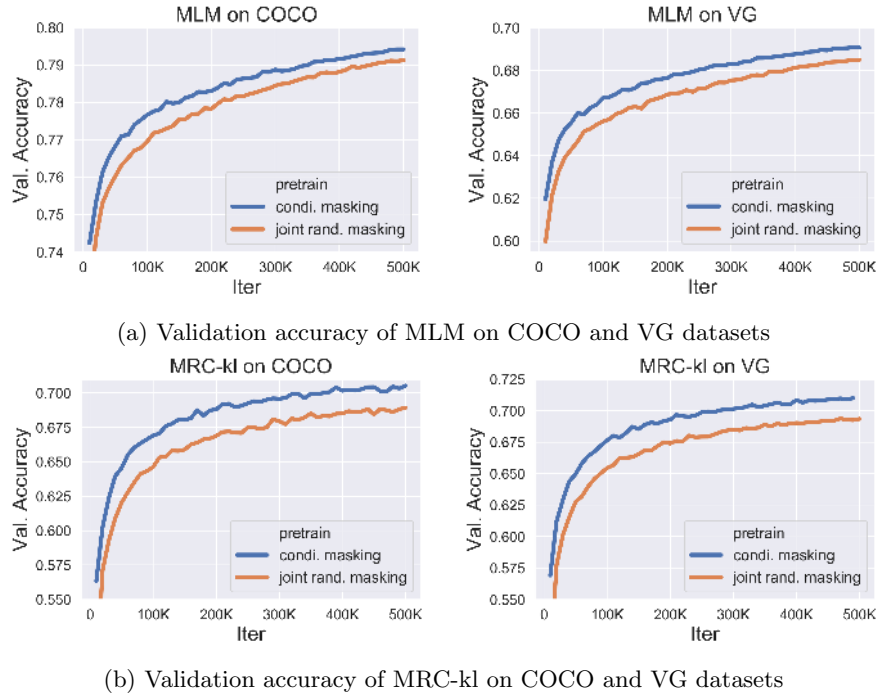 MLM on COCO
0.80
0.79
0.78
0.77
0.76
0.75
0.74
Val. Accuracy
pretrain
condi. masking
joint rand. masking
0 100K 200K 300K 400K 500K
Iter
MLM on VG
0.70
0.68
0.66
0.64
0.62
0.60
Val. Accuracy
pretrain
condi. masking
joint rand. masking
0 100K 200K 300K 400K 500K
Iter
(a) Validation accuracy of MLM on COCO and VG datasets
MRC-kl on COCO
0.700
0.675
0.650
0.625
0.600
0.575
0.550
Val. Accuracy
pretrain
condi. masking
joint rand. masking
0 100K 200K 300K 400K 500K
Iter
MRC-kl on VG
0.725
0.700
0.675
0.650
0.625
0.600
0.575
0.550
Val. Accuracy
pretrain
condi. masking
joint rand. masking
0 100K 200K 300K 400K 500K
Iter
(b) Validation accuracy of MRC-kl on COCO and VG datasets